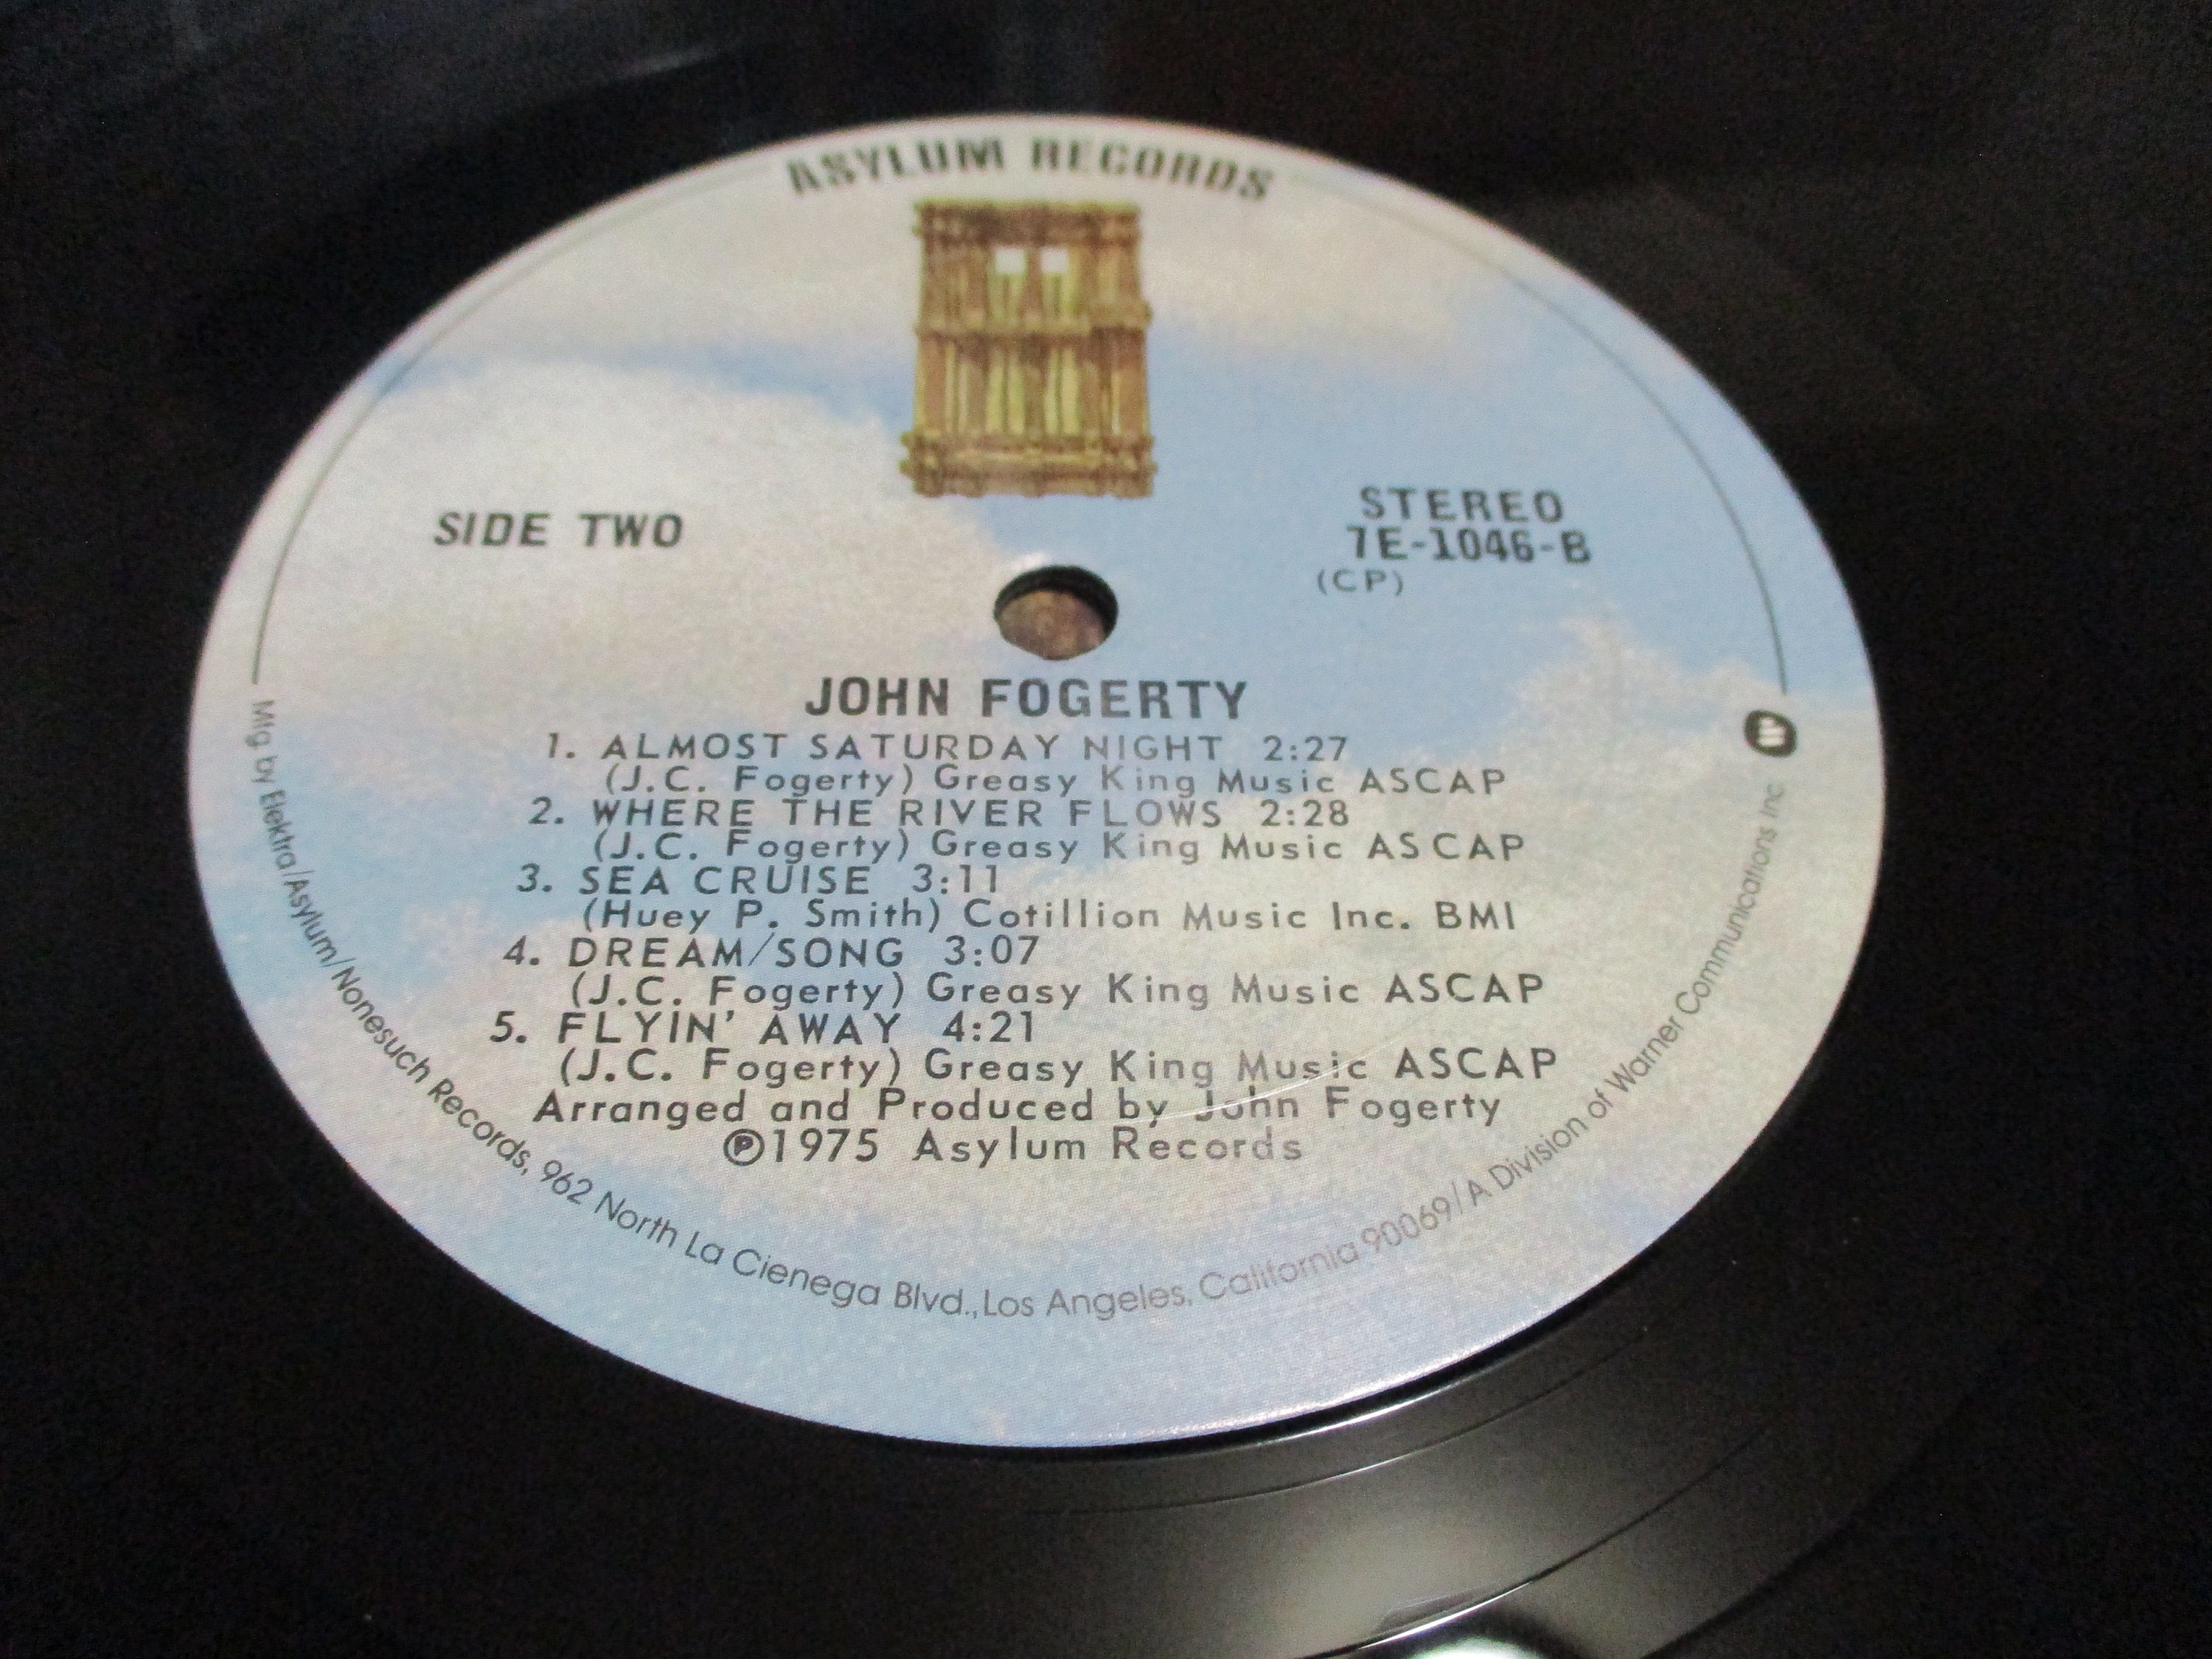 ASYLUM RECORDS
SIDE TWO
STEREO
7E-1046-B
(CP)
JOHN FOGERTY
1. ALMOST SATURDAY NIGHT 2:27
(J.C. Fogerty) Greasy King Music ASCAP
2. WHERE THE RIVER FLOWS 2:28
(J.C. Fogerty) Greasy King Music ASCAP
3. SEA CRUISE 3:11
(Huey P. Smith) Cotillion Music Inc. BMI
4. DREAM/SONG 3:07
(J.C. Fogerty) Greasy King Music ASCAP
5. FLYIN' AWAY 4:21
(J.C. Fogerty) Greasy King Music ASCAP
Arranged and Produced by John Fogerty
℗1975 Asylum Records
Mfg by Elektra/Asylum/Nonesuch Records, 962 North La Cienega Blvd., Los Angeles, California 90069/A Division of Warner Communications Inc